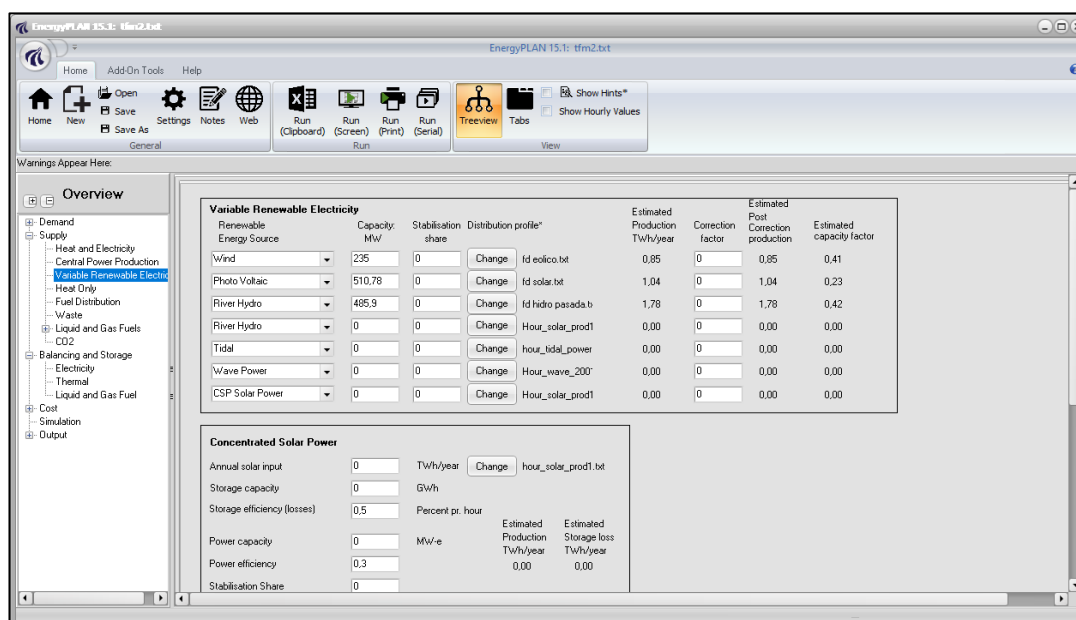 EnergyPLAN 15.1: tfm2.txt
EnergyPLAN 15.1: tfm2.txt
Home Add-On Tools Help
Open
Save
Save As
Home New Settings Notes Web
Run (Clipboard) Run (Screen) Run (Print) Run (Serial)
Treeview Tabs
Show Hints*
Show Hourly Values
General Run View
Warnings Appear Here:
Overview
Demand
Supply
Heat and Electricity
Central Power Production
Variable Renewable Electric
Heat Only
Fuel Distribution
Waste
Liquid and Gas Fuels
CO2
Balancing and Storage
Electricity
Thermal
Liquid and Gas Fuel
Cost
Simulation
Output
Variable Renewable Electricity
Renewable Energy Source Capacity: MW Stabilisation share Distribution profile* Estimated Production TWh/year Correction factor Estimated Post Correction production Estimated capacity factor
Wind 235 0 Change fd eolico.txt 0,85 0 0,85 0,41
Photo Voltaic 510,78 0 Change fd solar.txt 1,04 0 1,04 0,23
River Hydro 485,9 0 Change fd hidro pasada.t 1,78 0 1,78 0,42
River Hydro 0 0 Change Hour_solar_prod1 0,00 0 0,00 0,00
Tidal 0 0 Change hour_tidal_power 0,00 0 0,00 0,00
Wave Power 0 0 Change Hour_wave_200 0,00 0 0,00 0,00
CSP Solar Power 0 0 Change Hour_solar_prod1 0,00 0 0,00 0,00
Concentrated Solar Power
Annual solar input 0 TWh/year Change hour_solar_prod1.txt
Storage capacity 0 GWh
Storage efficiency (losses) 0,5 Percent pr. hour
Estimated Production TWh/year Estimated Storage loss TWh/year
Power capacity 0 MW-e
Power efficiency 0,3 0,00 0,00
Stabilisation Share 0